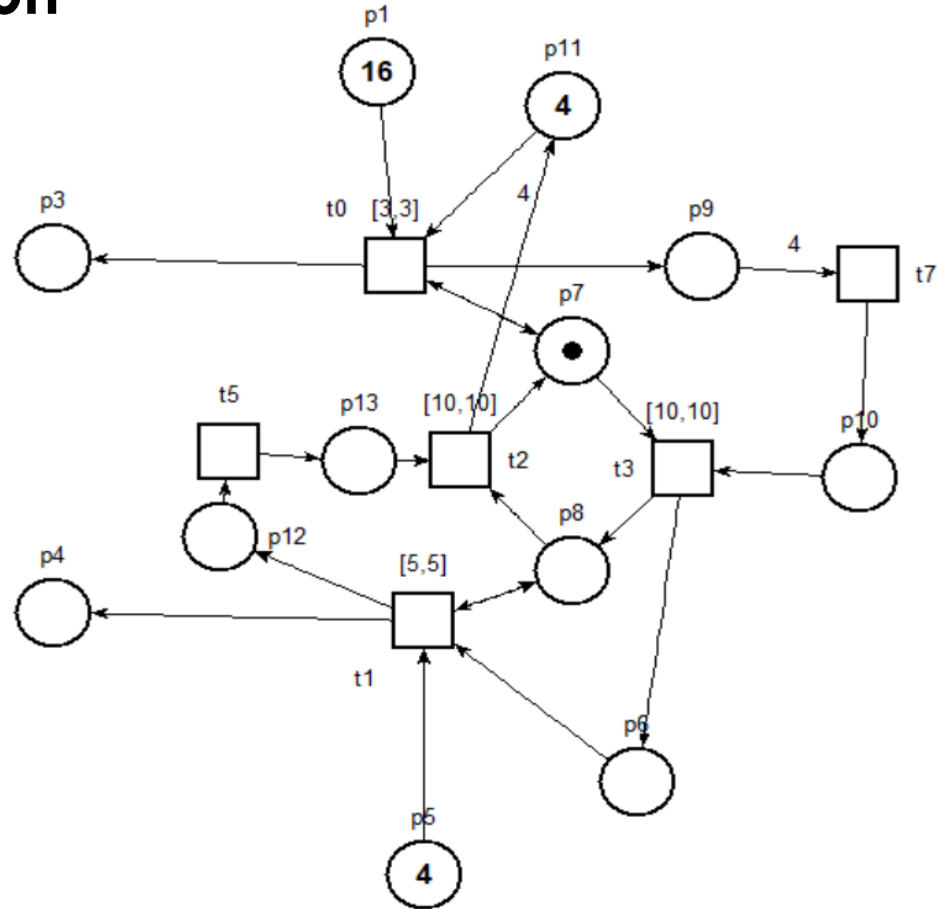 p1
16
p11
4
p3
t0 [3,3]
4
p9
4
t7
p7
t5
p13
[10,10]
[10,10]
p10
t2
t3
p8
p12
p4
[5,5]
t1
p6
p5
4